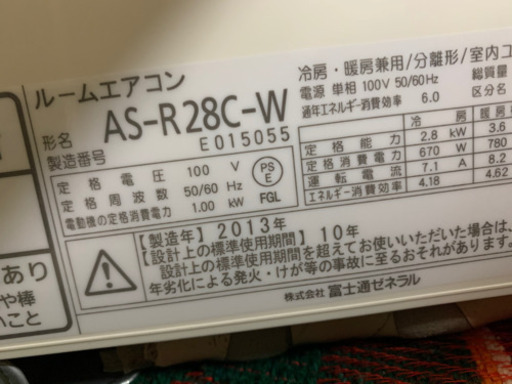 ルームエアコン
形名 AS-R28C-W
製造番号 E015055
冷房・暖房兼用/分離形/室内ユ
電源 単相 100V 50/60Hz
通年エネルギー消費効率 6.0
総質量
区分名
定格電圧 100 V
定格周波数 50/60 Hz
電動機の定格消費電力 1.00 kW
PS
E
FGL
冷房 暖
定格能力 2.8 kW 3.6
定格消費電力 670 W 780
運転電流 7.1 A 8.2
エネルギー消費効率 4.18 4.62
【製造年】2013年
【設計上の標準使用期間】10年
設計上の標準使用期間を超えてお使いいただいた場合は、
年劣化による発火・けが等の事故に至るおそれがあります。
株式会社 富士通ゼネラル
あり
や棒
いこと